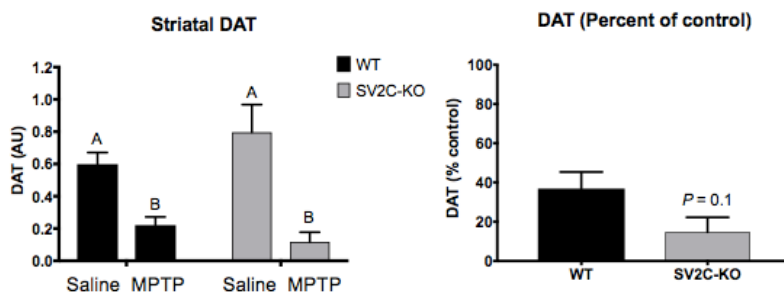 Striatal DAT
DAT (AU)
1.2
1.0
0.8
0.6
0.4
0.2
0.0
A
B
A
B
Saline MPTP Saline MPTP
WT
SV2C-KO
DAT (Percent of control)
DAT (% control)
100
80
60
40
20
0
P = 0.1
WT SV2C-KO